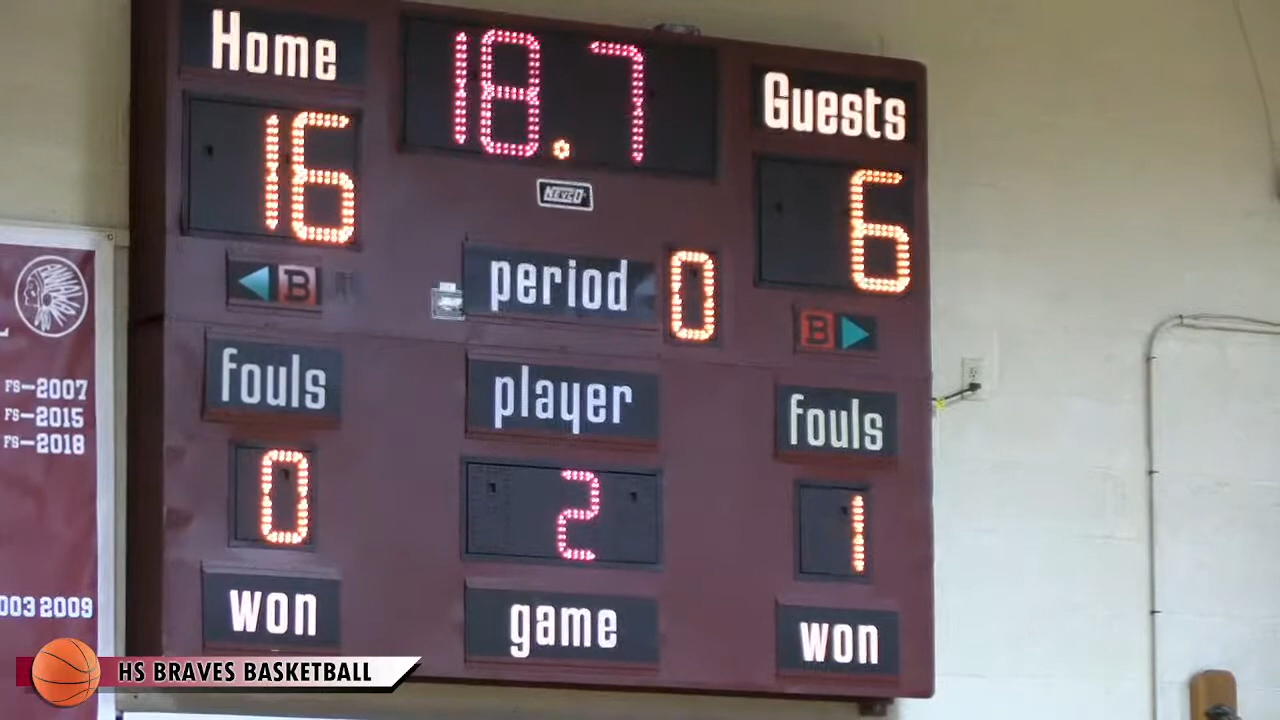 Home
18.7
Guests
16
6
NEVCO
B
period
0
B
fouls
player
fouls
0
2
1
won
game
won
FS-2007
FS-2015
FS-2018
003 2009
HS BRAVES BASKETBALL